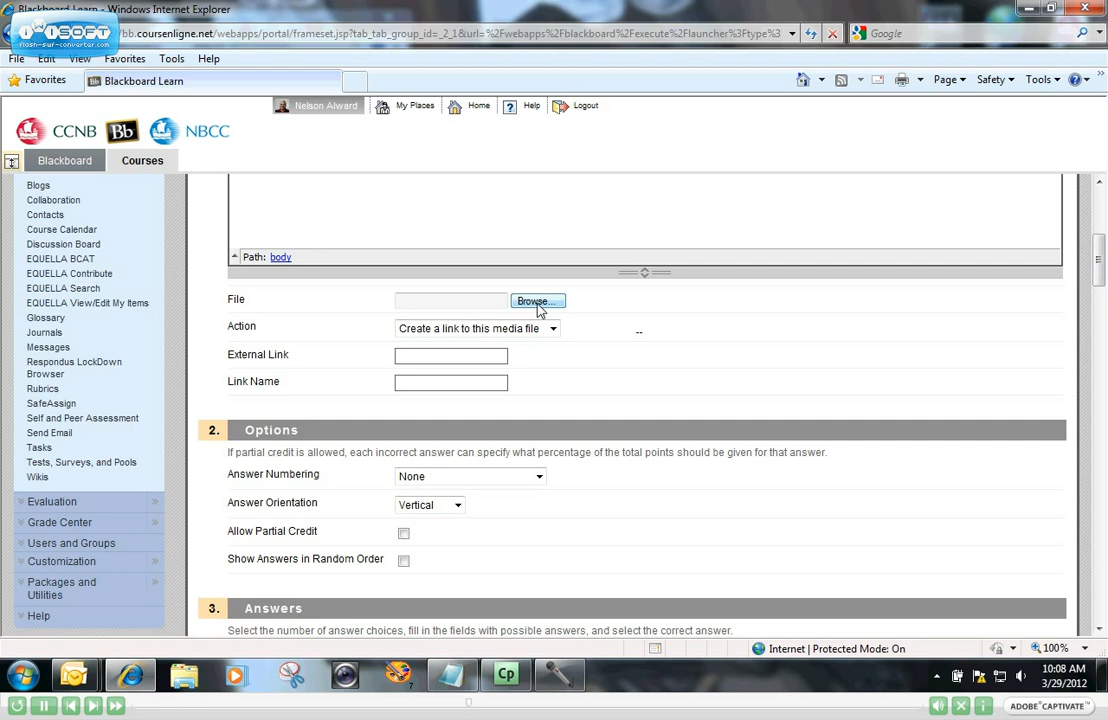 Blackboard Learn - Windows Internet Explorer
iwisoft
flash-swf-converter.com
bb.coursenligne.net/webapps/portal/frameset.jsp?tab_tab_group_id=_2_1&url=%2Fwebapps%2Fblackboard%2Fexecute%2Flauncher%3Ftype%3
Google
File Edit View Favorites Tools Help
Favorites
Blackboard Learn
Page Safety Tools
Nelson Alward My Places Home Help Logout
CCNB Bb NBCC
Blackboard Courses
Blogs
Collaboration
Contacts
Course Calendar
Discussion Board
EQUELLA BCAT
EQUELLA Contribute
EQUELLA Search
EQUELLA View/Edit My Items
Glossary
Journals
Messages
Respondus LockDown
Browser
Rubrics
SafeAssign
Self and Peer Assessment
Send Email
Tasks
Tests, Surveys, and Pools
Wikis
Evaluation
Grade Center
Users and Groups
Customization
Packages and
Utilities
Help
Path: body
File Browse...
Action Create a link to this media file --
External Link
Link Name
2. Options
If partial credit is allowed, each incorrect answer can specify what percentage of the total points should be given for that answer.
Answer Numbering None
Answer Orientation Vertical
Allow Partial Credit
Show Answers in Random Order
3. Answers
Select the number of answer choices, fill in the fields with possible answers, and select the correct answer.
Internet | Protected Mode: On
100%
Cp
7
10:08 AM
3/29/2012
ADOBE CAPTIVATE